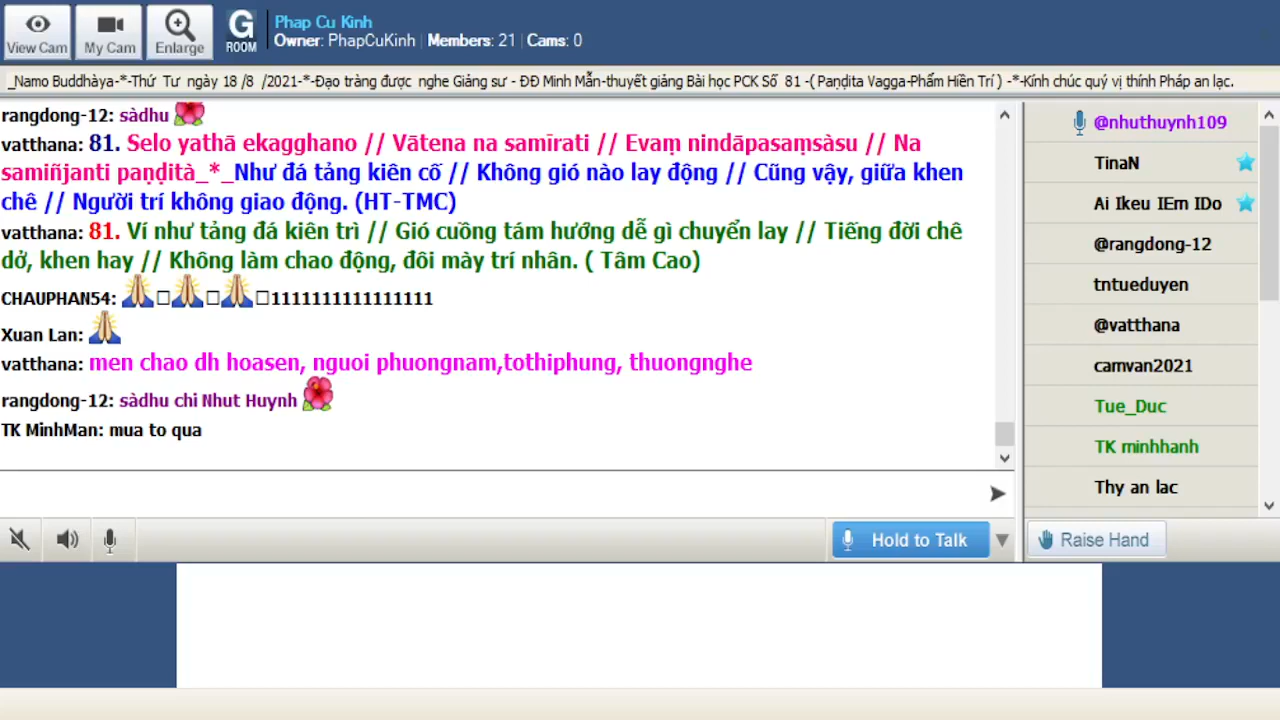 View Cam
My Cam
Enlarge
G
ROOM
Phap Cu Kinh
Owner: PhapCuKinh | Members: 21 | Cams: 0
_Namo Buddhàya-*-Thứ Tư ngày 18 /8 /2021-*-Đạo tràng được nghe Giảng sư - ĐĐ Minh Mẫn-thuyết giảng Bài học PCK Số 81 -( Paṇḍita Vagga-Phẩm Hiền Trí ) -*-Kính chúc quý vị thính Pháp an lạc.
rangdong-12: sàdhu
vatthana: 81. Selo yathā ekagghano // Vātena na samīrati // Evaṃ nindāpasaṃsàsu // Na
samiñjanti paṇḍità_*_Như đá tảng kiên cố // Không gió nào lay động // Cũng vậy, giữa khen
chê // Người trí không giao động. (HT-TMC)
vatthana: 81. Ví như tảng đá kiên trì // Gió cuồng tám hướng dễ gì chuyển lay // Tiếng đời chê
dở, khen hay // Không làm chao động, đôi mày trí nhân. ( Tâm Cao)
CHAUPHAN54: 1111111111111111
Xuan Lan:
vatthana: men chao dh hoasen, nguoi phuongnam,tothiphung, thuongnghe
rangdong-12: sàdhu chi Nhut Huynh
TK MinhMan: mua to qua
@nhuthuynh109
TinaN
Ai Ikeu IEm IDo
@rangdong-12
tntueduyen
@vatthana
camvan2021
Tue_Duc
TK minhhanh
Thy an lac
Hold to Talk
Raise Hand